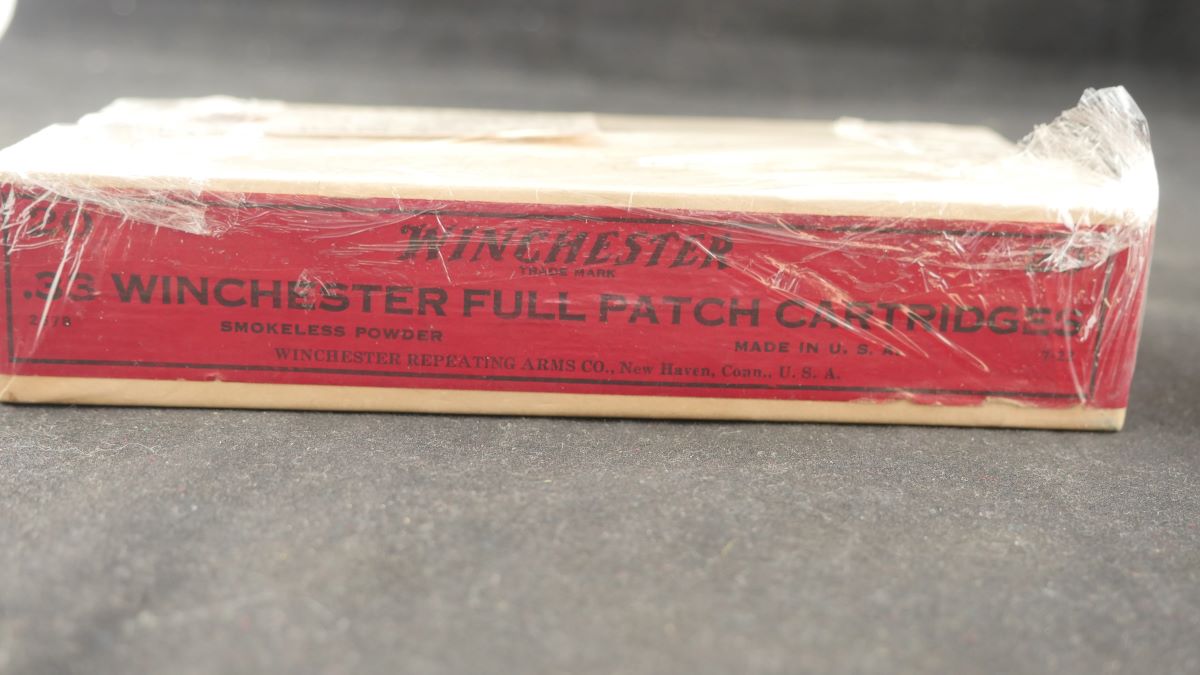 20 WINCHESTER
TRADE MARK
.33 WINCHESTER FULL PATCH CARTRIDGES
SMOKELESS POWDER MADE IN U. S. A.
WINCHESTER REPEATING ARMS CO., New Haven, Conn., U. S. A.